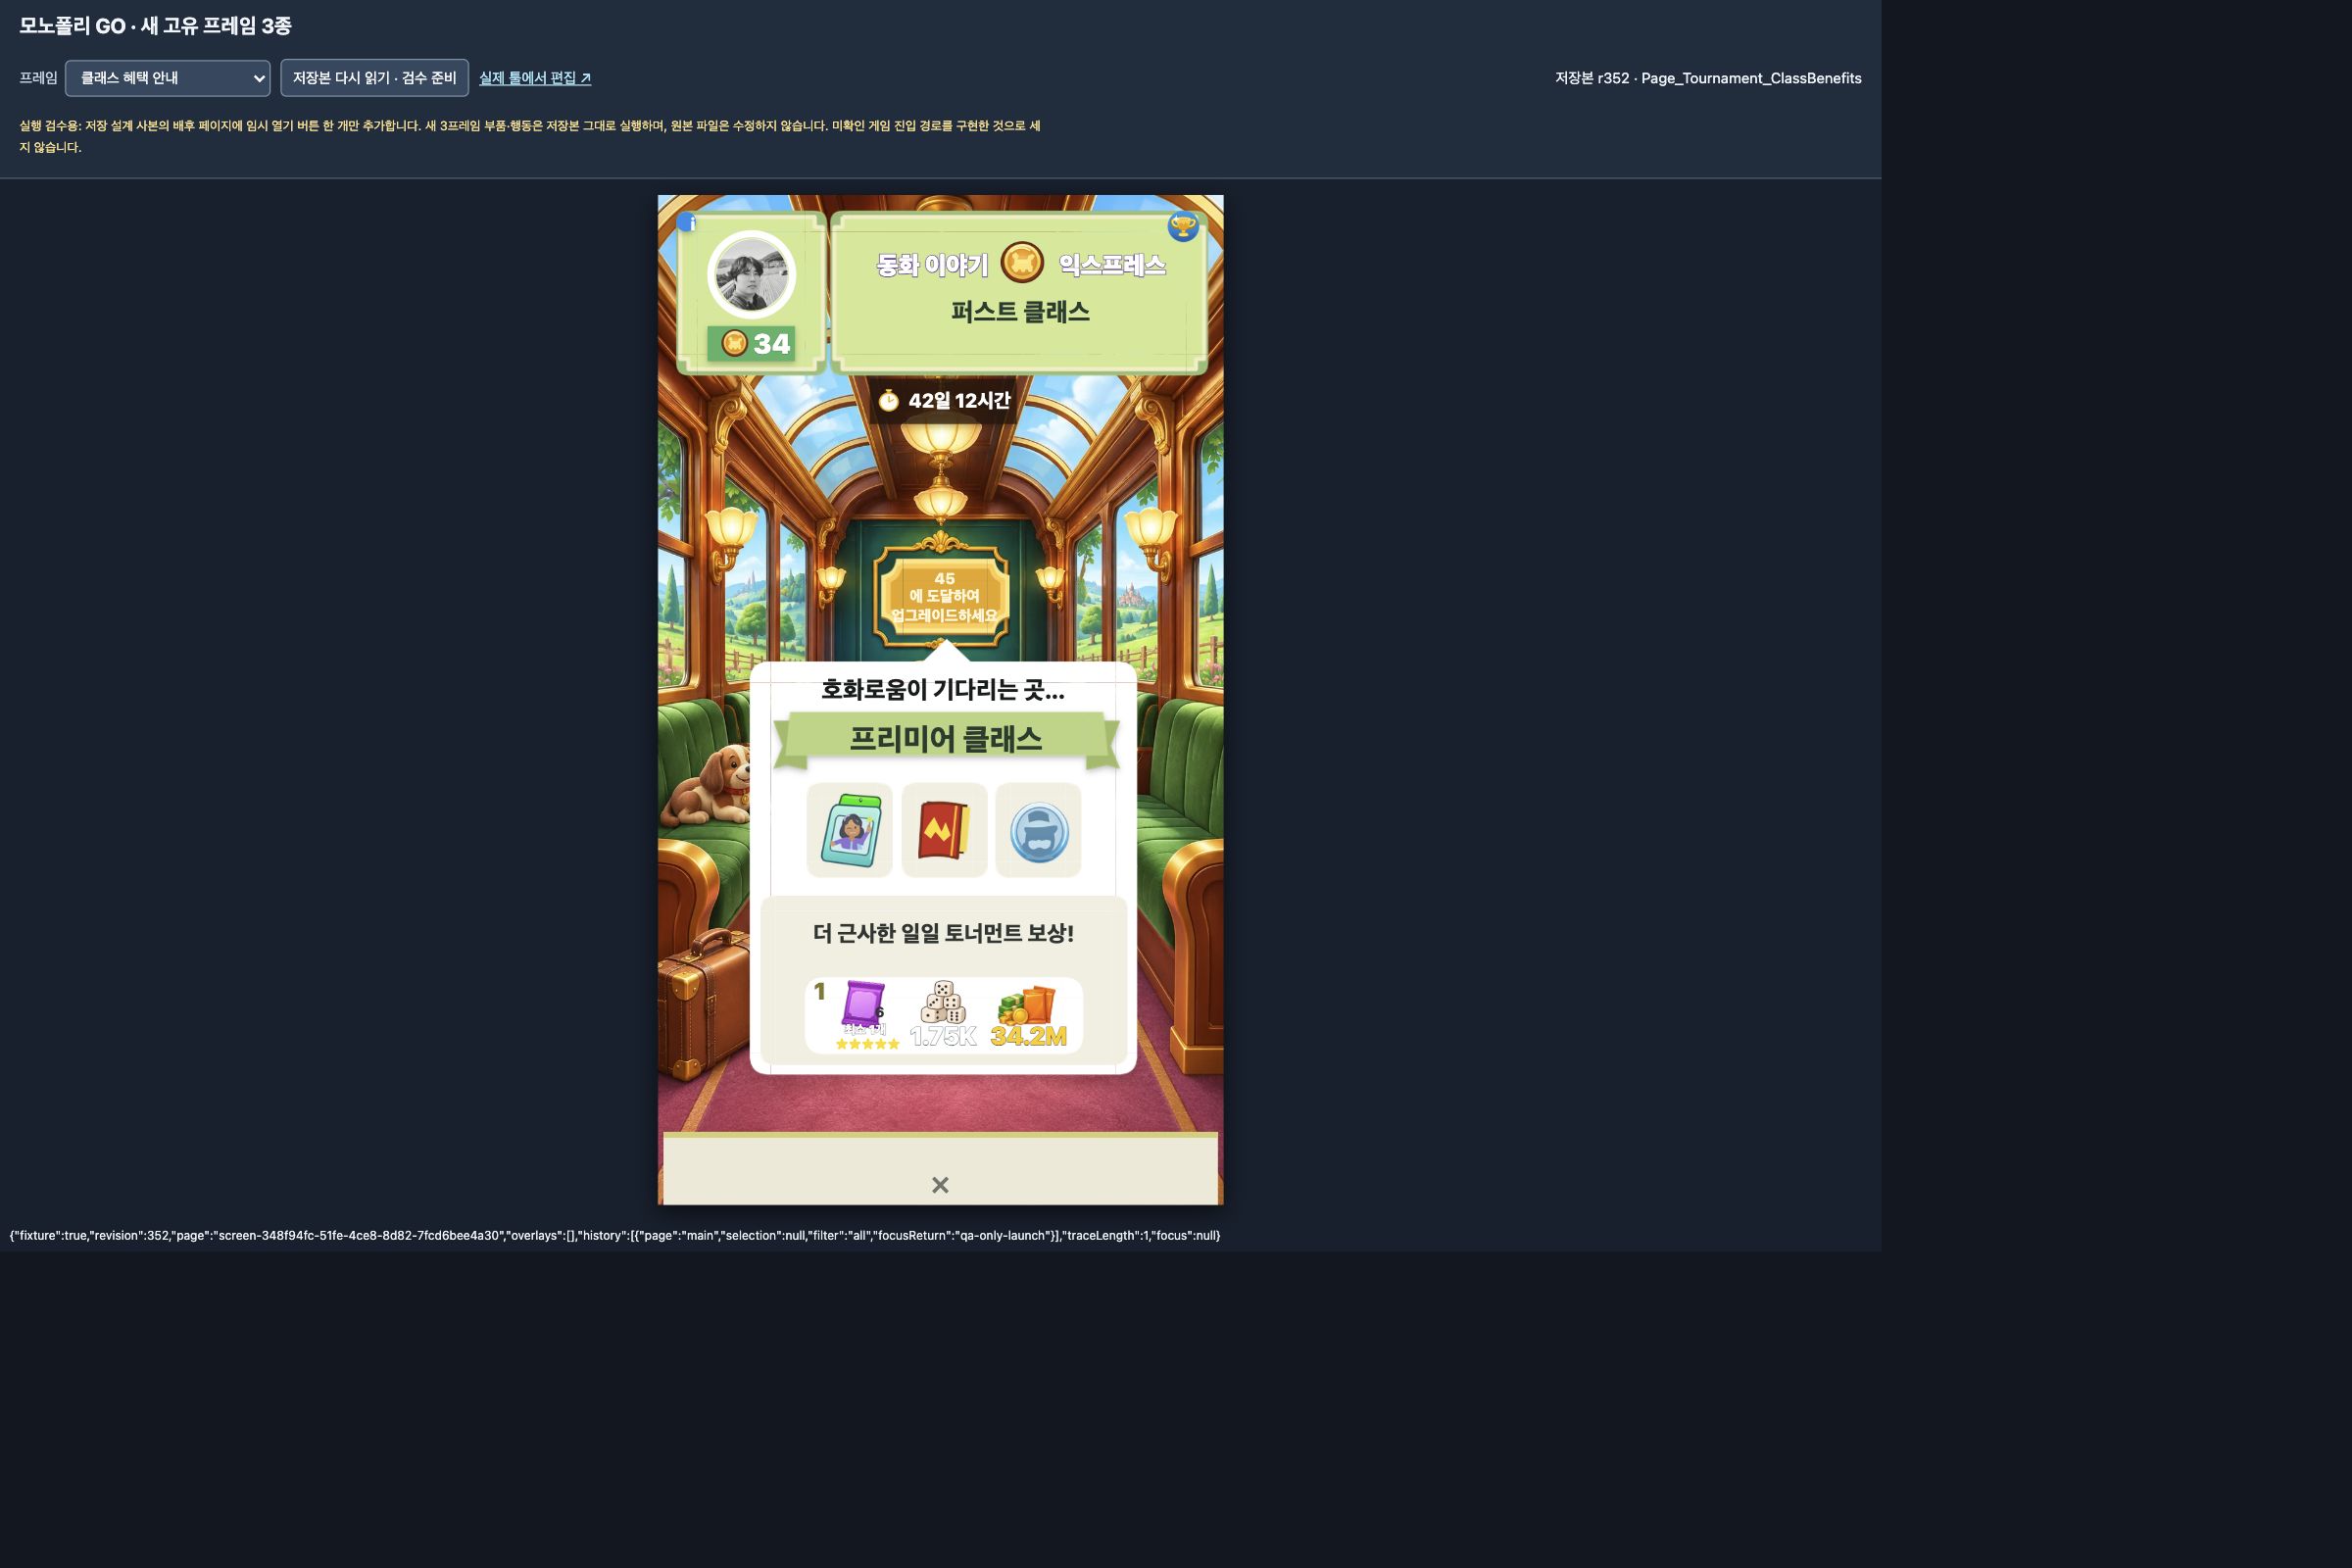 모노폴리 GO · 새 고유 프레임 3종
프레임
클래스 혜택 안내
저장본 다시 읽기 · 검수 준비
실제 툴에서 편집 ↗
저장본 r352 · Page_Tournament_ClassBenefits
실행 검수용: 저장 설계 사본의 배후 페이지에 임시 열기 버튼 한 개만 추가합니다. 새 3프레임 부품·행동은 저장본 그대로 실행하며, 원본 파일은 수정하지 않습니다. 미확인 게임 진입 경로를 구현한 것으로 세
지 않습니다.
i
동화 이야기 익스프레스
퍼스트 클래스
34
42일 12시간
45
에 도달하여
업그레이드하세요
호화로움이 기다리는 곳...
프리미어 클래스
더 근사한 일일 토너먼트 보상!
1
6
최소 1개
1.75K
34.2M
×
{"fixture":true,"revision":352,"page":"screen-348f94fc-51fe-4ce8-8d82-7fcd6bee4a30","overlays":[],"history":[{"page":"main","selection":null,"filter":"all","focusReturn":"qa-only-launch"}],"traceLength":1,"focus":null}